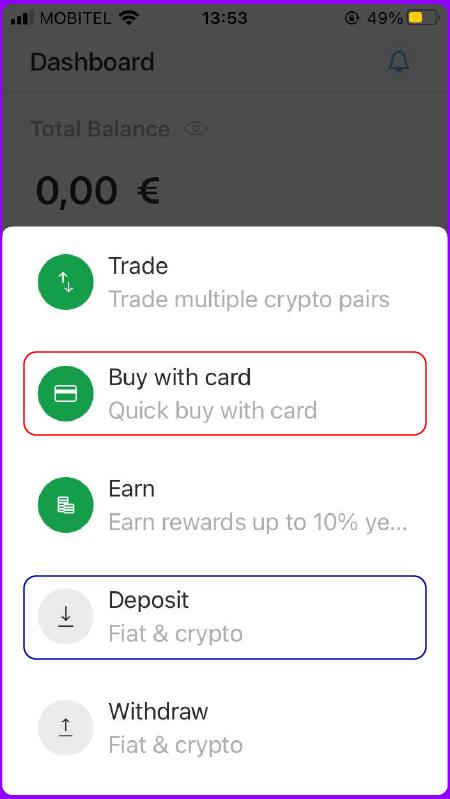 MOBITEL 13:53 49%
Dashboard
Total Balance
0,00 €
Trade
Trade multiple crypto pairs
Buy with card
Quick buy with card
Earn
Earn rewards up to 10% ye...
Deposit
Fiat & crypto
Withdraw
Fiat & crypto